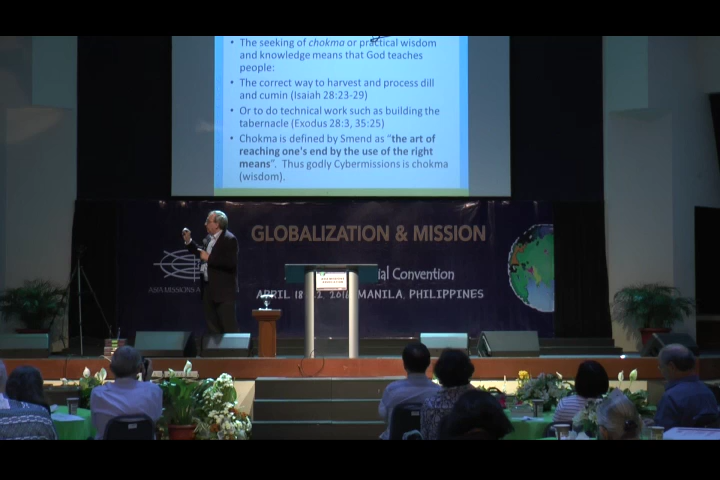 • The seeking of chokma or practical wisdom
and knowledge means that God teaches
people:
• The correct way to harvest and process dill
and cumin (Isaiah 28:23-29)
• Or to do technical work such as building the
tabernacle (Exodus 28:3, 35:25)
• Chokma is defined by Smend as “the art of
reaching one's end by the use of the right
means”. Thus godly Cybermissions is chokma
(wisdom).
GLOBALIZATION & MISSION
Convention
ASIA MISSIONS
APRIL 18 MANILA, PHILIPPINES